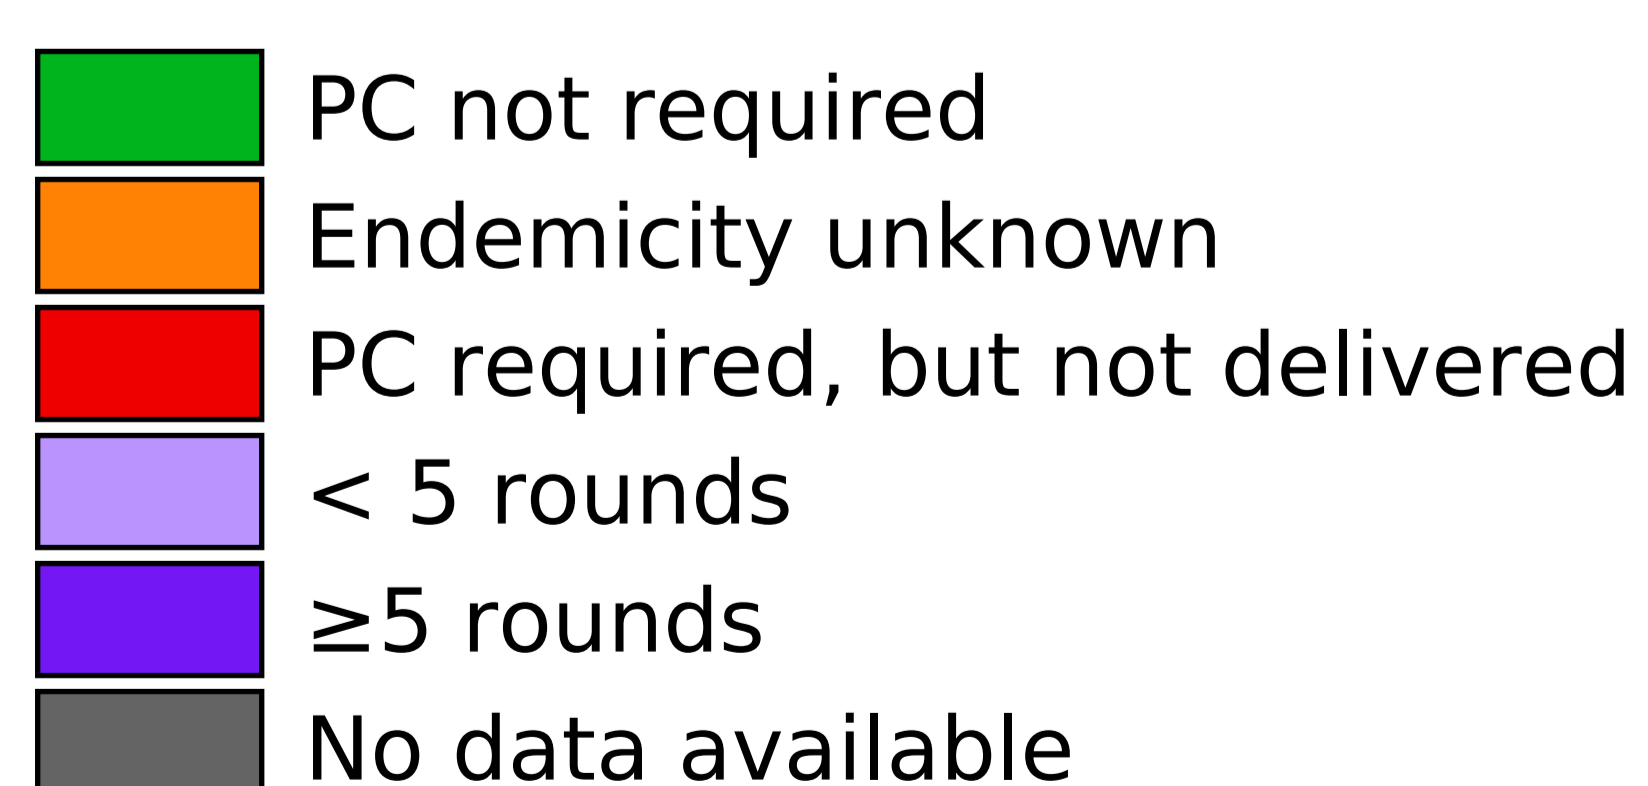 PC not required
Endemicity unknown
PC required, but not delivered
< 5 rounds
≥5 rounds
No data available